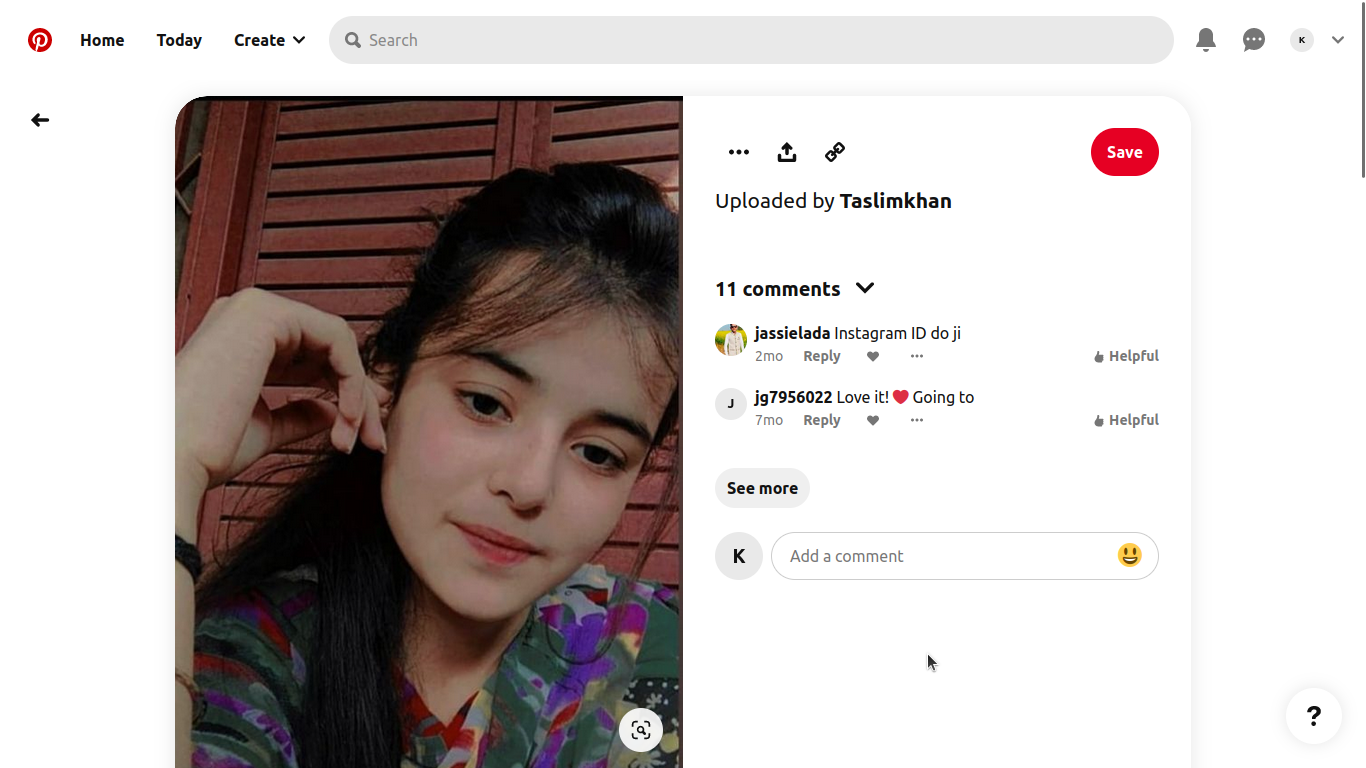 Home Today Create Search K
Save
Uploaded by Taslimkhan
11 comments
jassielada Instagram ID do ji
2mo Reply Helpful
J
jg7956022 Love it! ❤️ Going to
7mo Reply Helpful
See more
K Add a comment
?